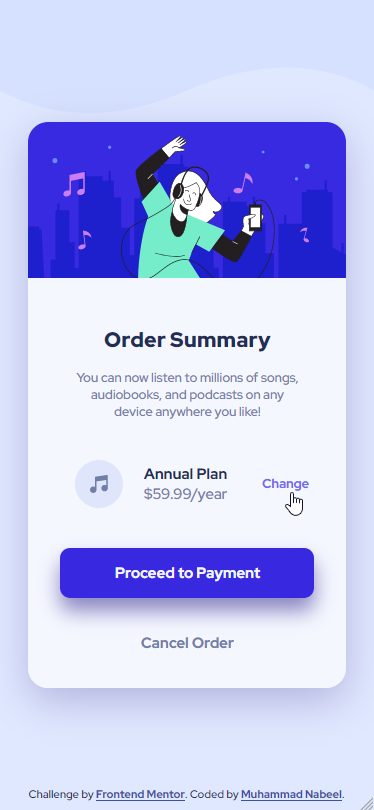 Order Summary
You can now listen to millions of songs,
audiobooks, and podcasts on any
device anywhere you like!
Annual Plan
$59.99/year
Change
Proceed to Payment
Cancel Order
Challenge by Frontend Mentor. Coded by Muhammad Nabeel.